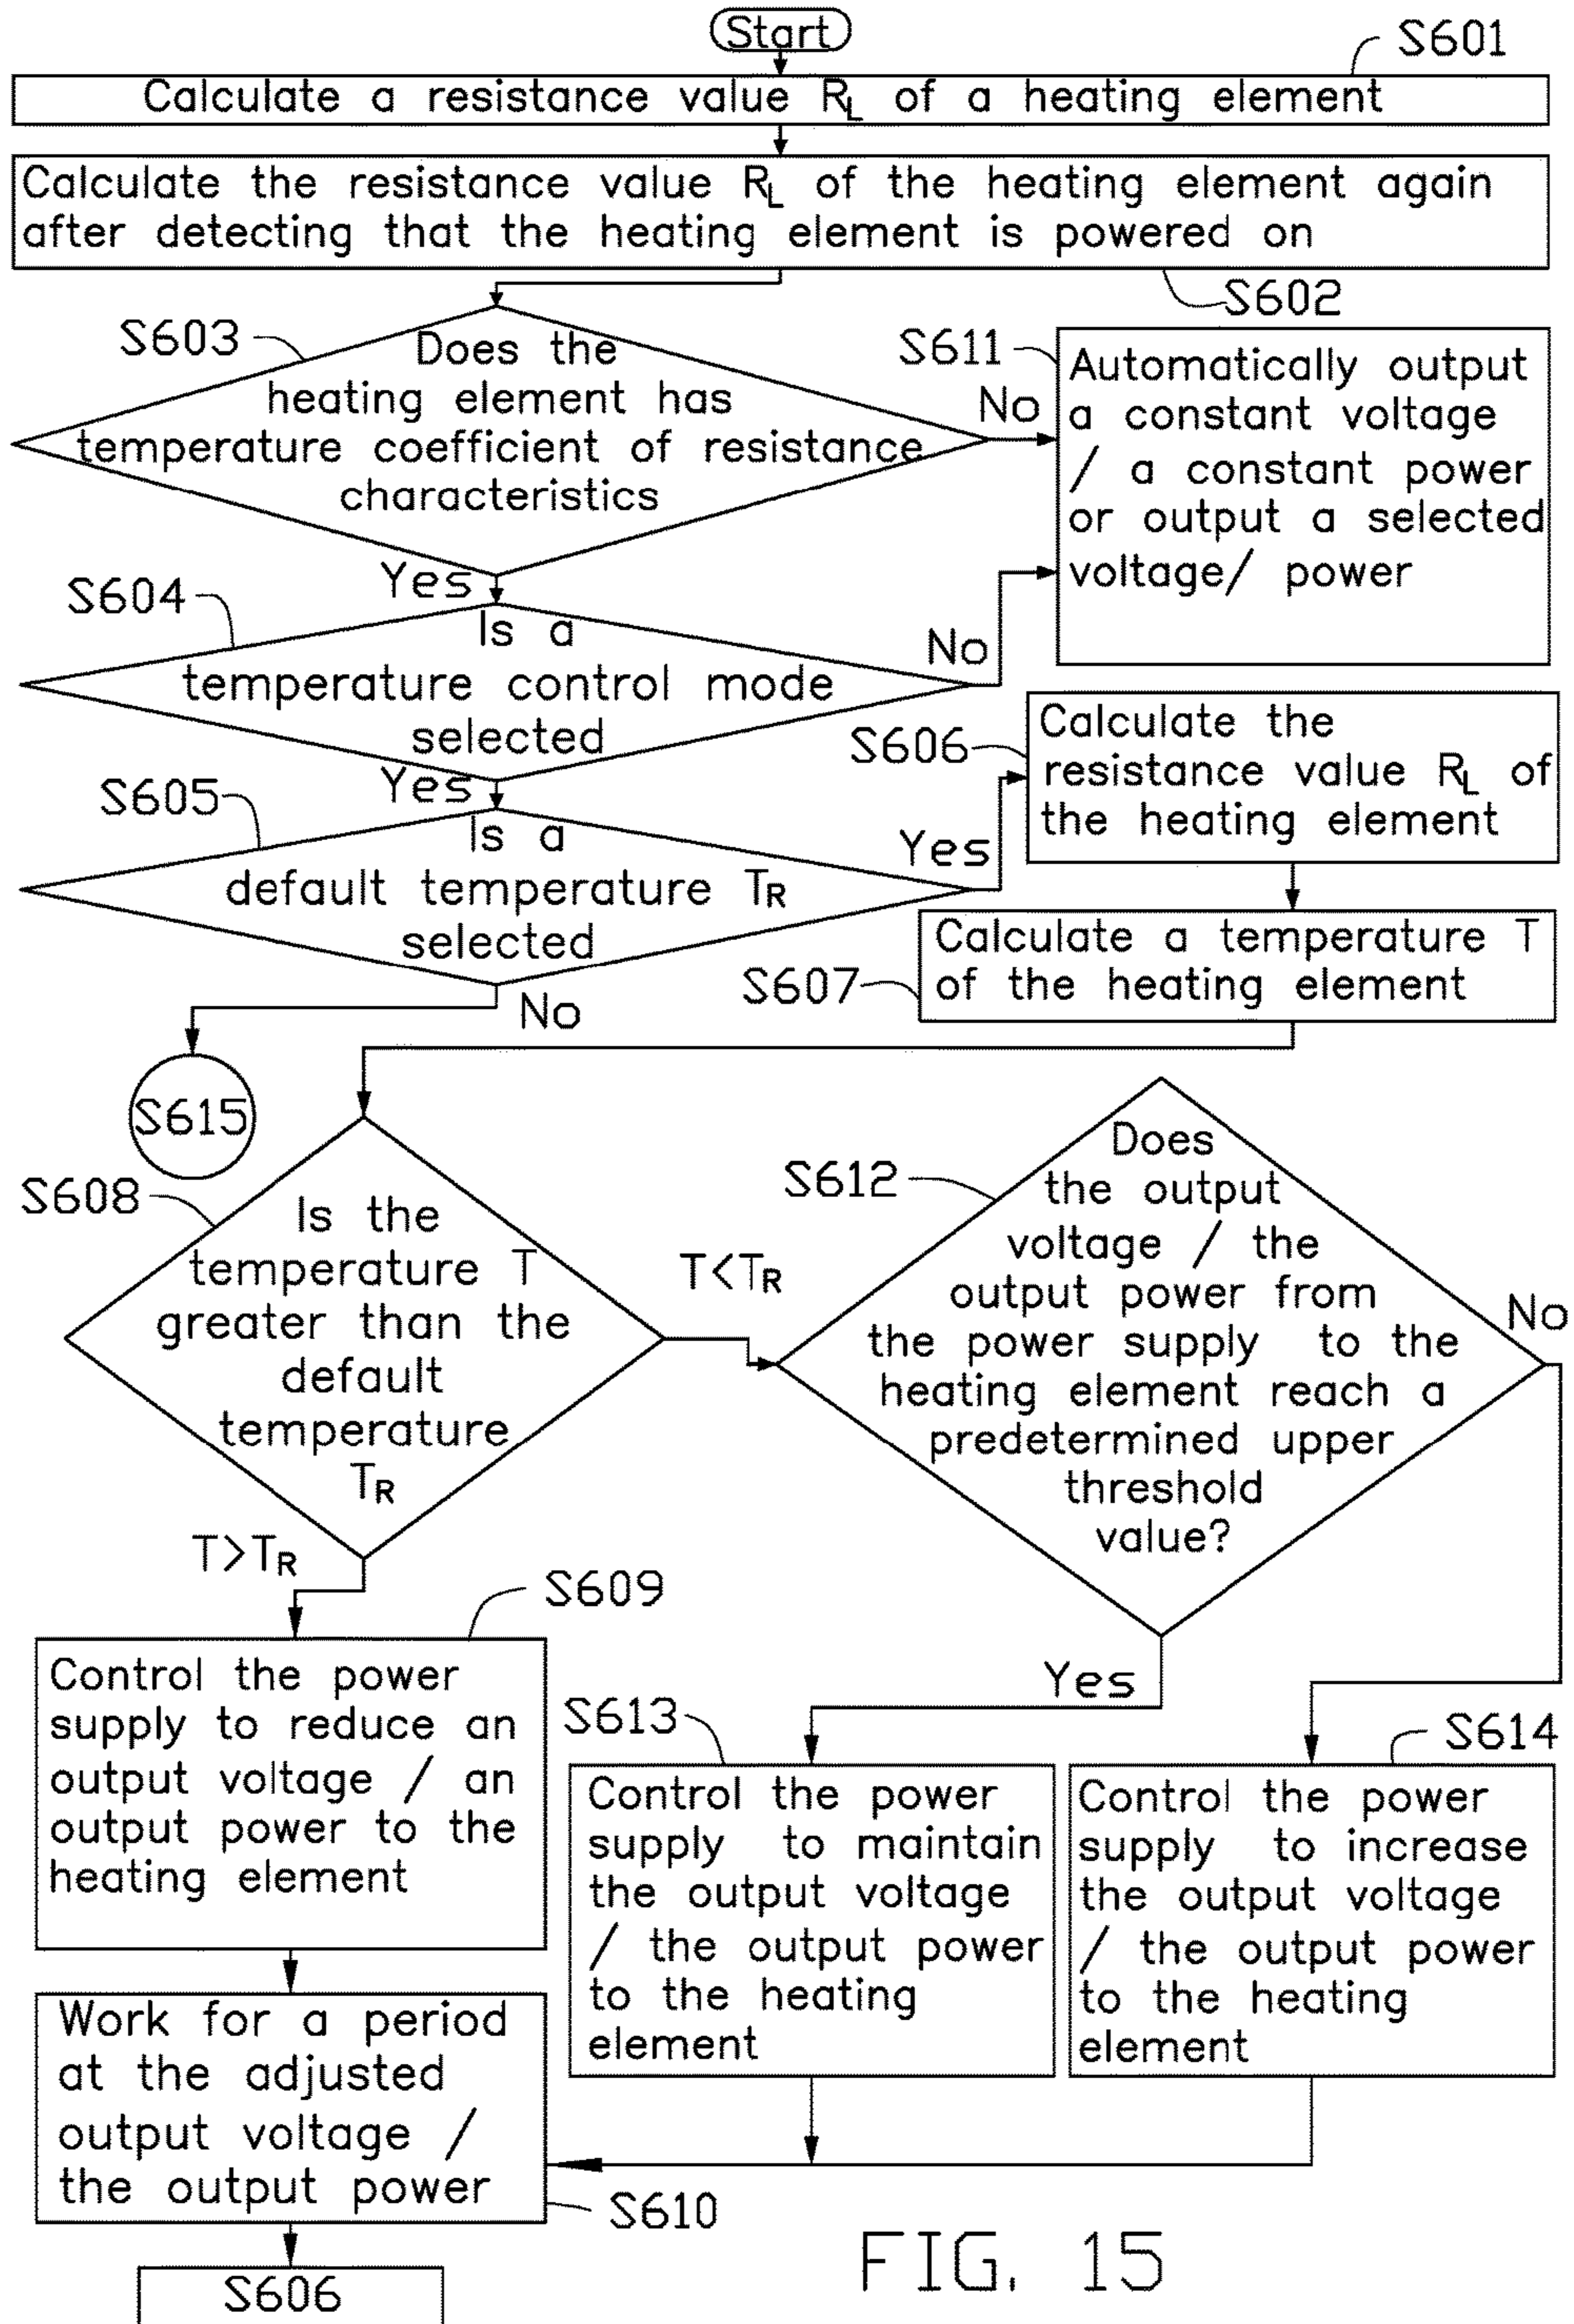 Start
S601
Calculate a resistance value RL of a heating element
Calculate the resistance value RL of the heating element again
after detecting that the heating element is powered on
S602
S603
Does the
heating element has
temperature coefficient of resistance
characteristics
No
Yes
S611
Automatically output
a constant voltage
/ a constant power
or output a selected
voltage/ power
S604
Is a
temperature control mode
selected
No
Yes
S605
Is a
default temperature TR
selected
Yes
No
S606
Calculate the
resistance value RL of
the heating element
S607
Calculate a temperature T
of the heating element
S615
S608
Is the
temperature T
greater than the
default
temperature
TR
T<TR
T>TR
S612
Does
the output
voltage / the
output power from
the power supply to the
heating element reach a
predetermined upper
threshold
value?
No
Yes
S609
Control the power
supply to reduce an
output voltage / an
output power to the
heating element
S613
Control the power
supply to maintain
the output voltage
/ the output power
to the heating
element
S614
Control the power
supply to increase
the output voltage
/ the output power
to the heating
element
Work for a period
at the adjusted
output voltage /
the output power
S610
S606
FIG. 15